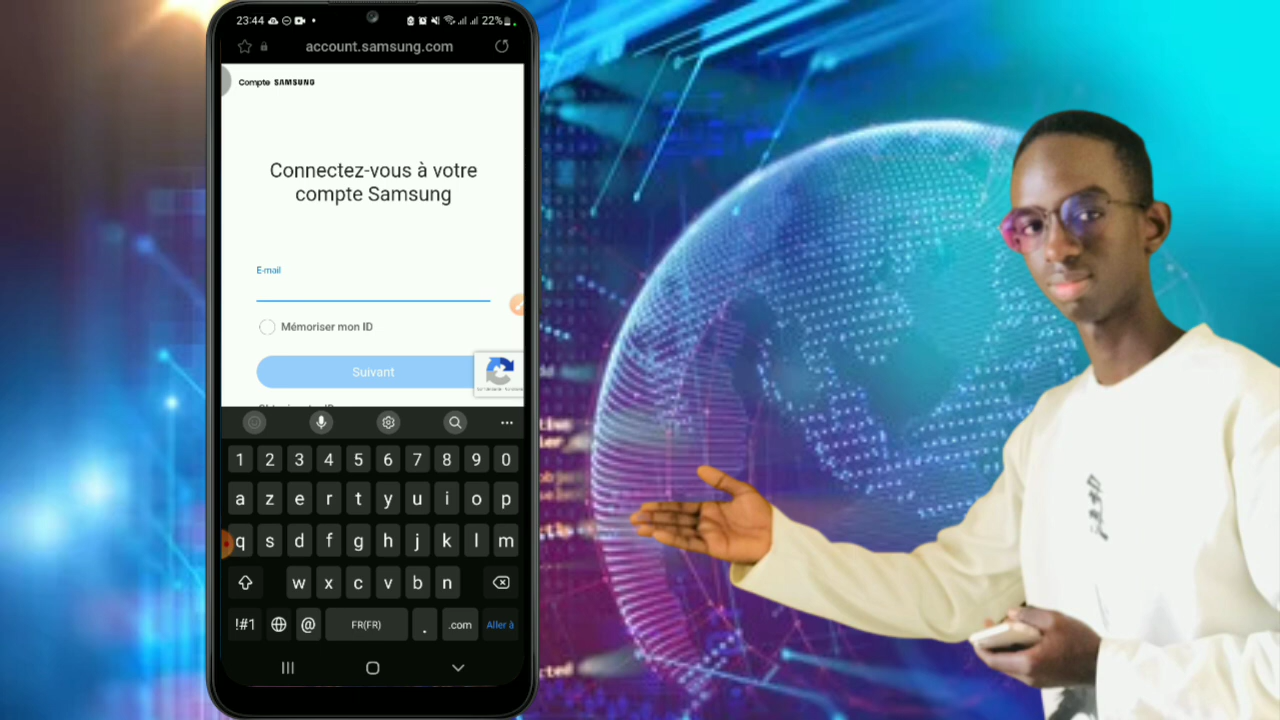 23:44
22%
account.samsung.com
Compte SAMSUNG
Connectez-vous à votre
compte Samsung
E-mail
Mémoriser mon ID
Suivant
1 2 3 4 5 6 7 8 9 0
a z e r t y u i o p
q s d f g h j k l m
w x c v b n
!#1 @ FR(FR) . .com Aller à